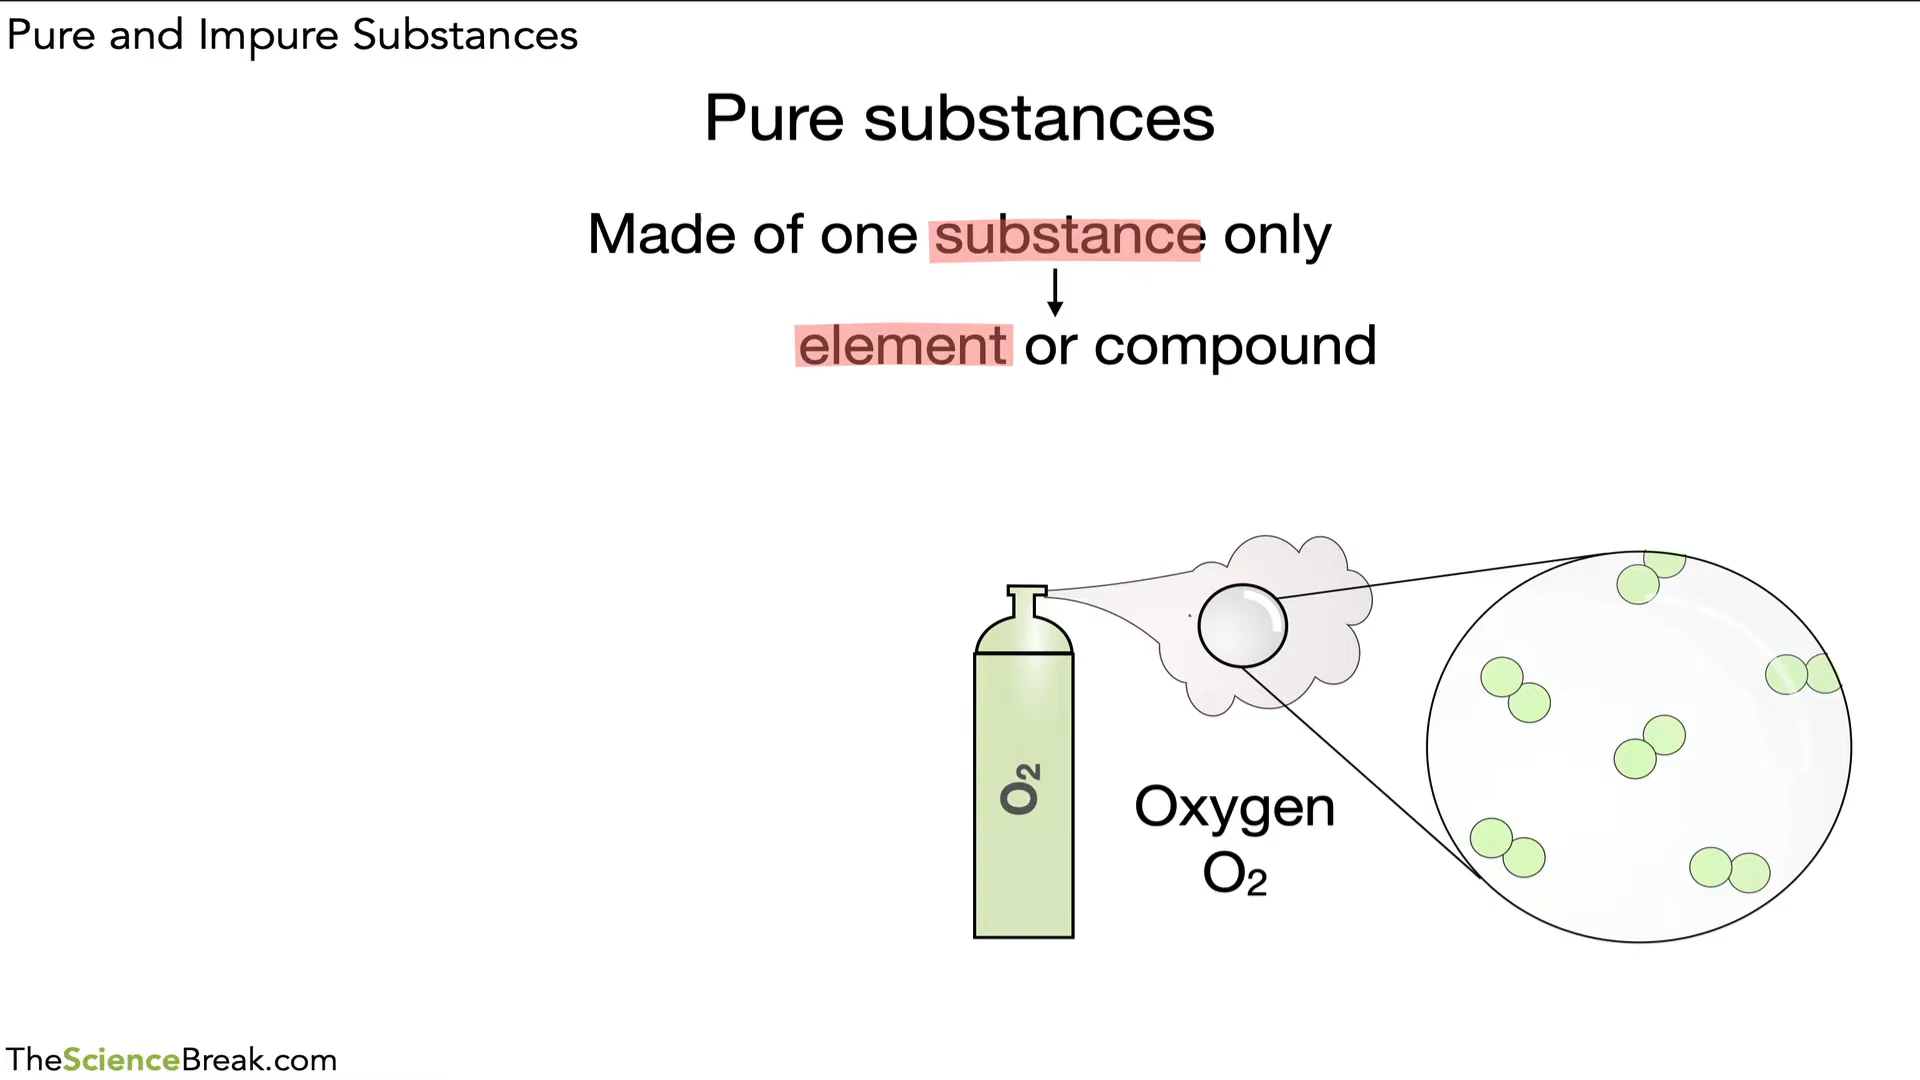 Pure and Impure Substances
Pure substances
Made of one substance only
element or compound
O₂
Oxygen
O₂
TheScienceBreak.com